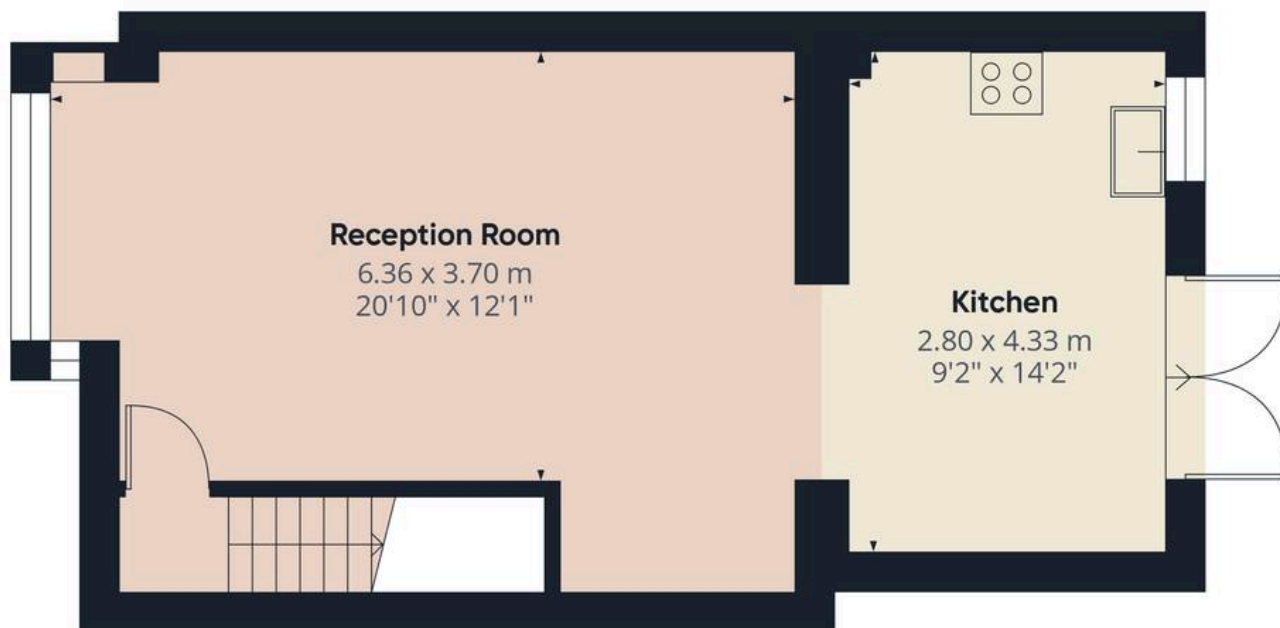 Reception Room
6.36 x 3.70 m
20'10" x 12'1"
Kitchen
2.80 x 4.33 m
9'2" x 14'2"